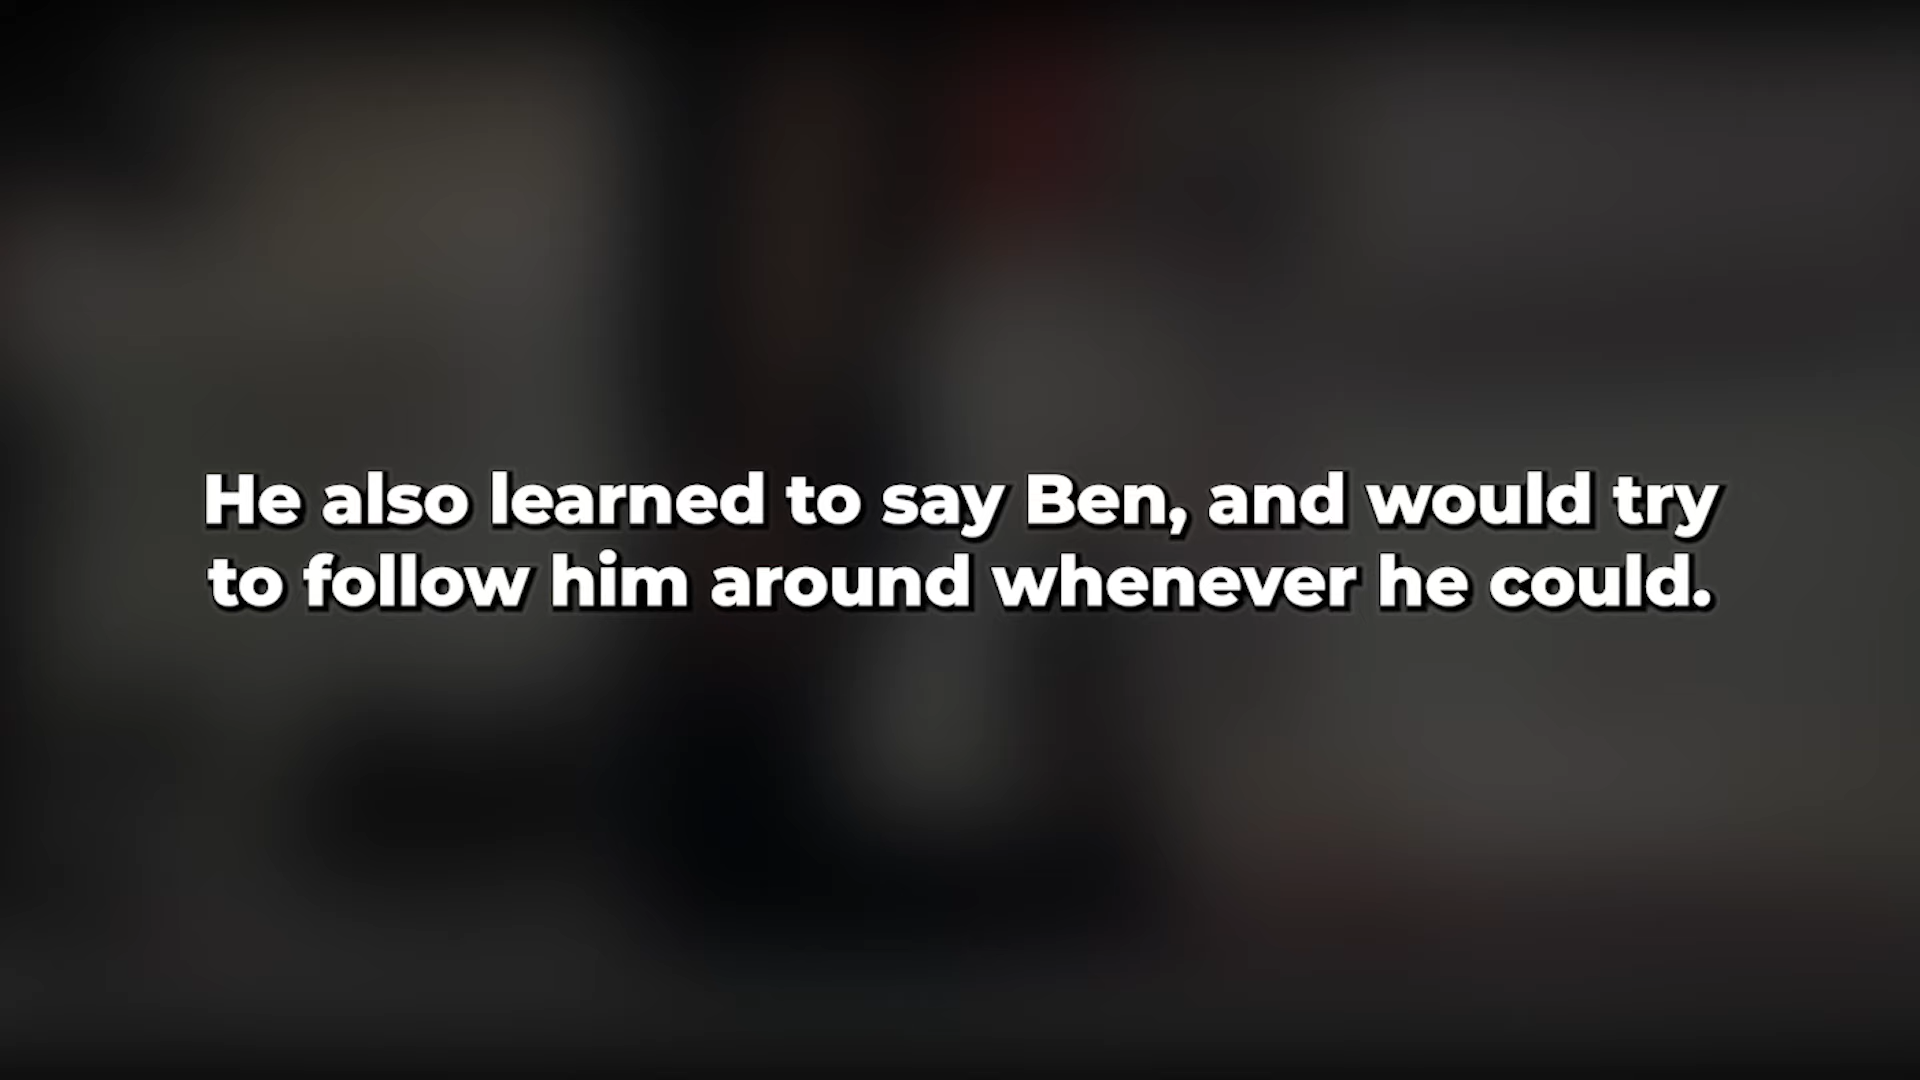 He also learned to say Ben, and would try
to follow him around whenever he could.